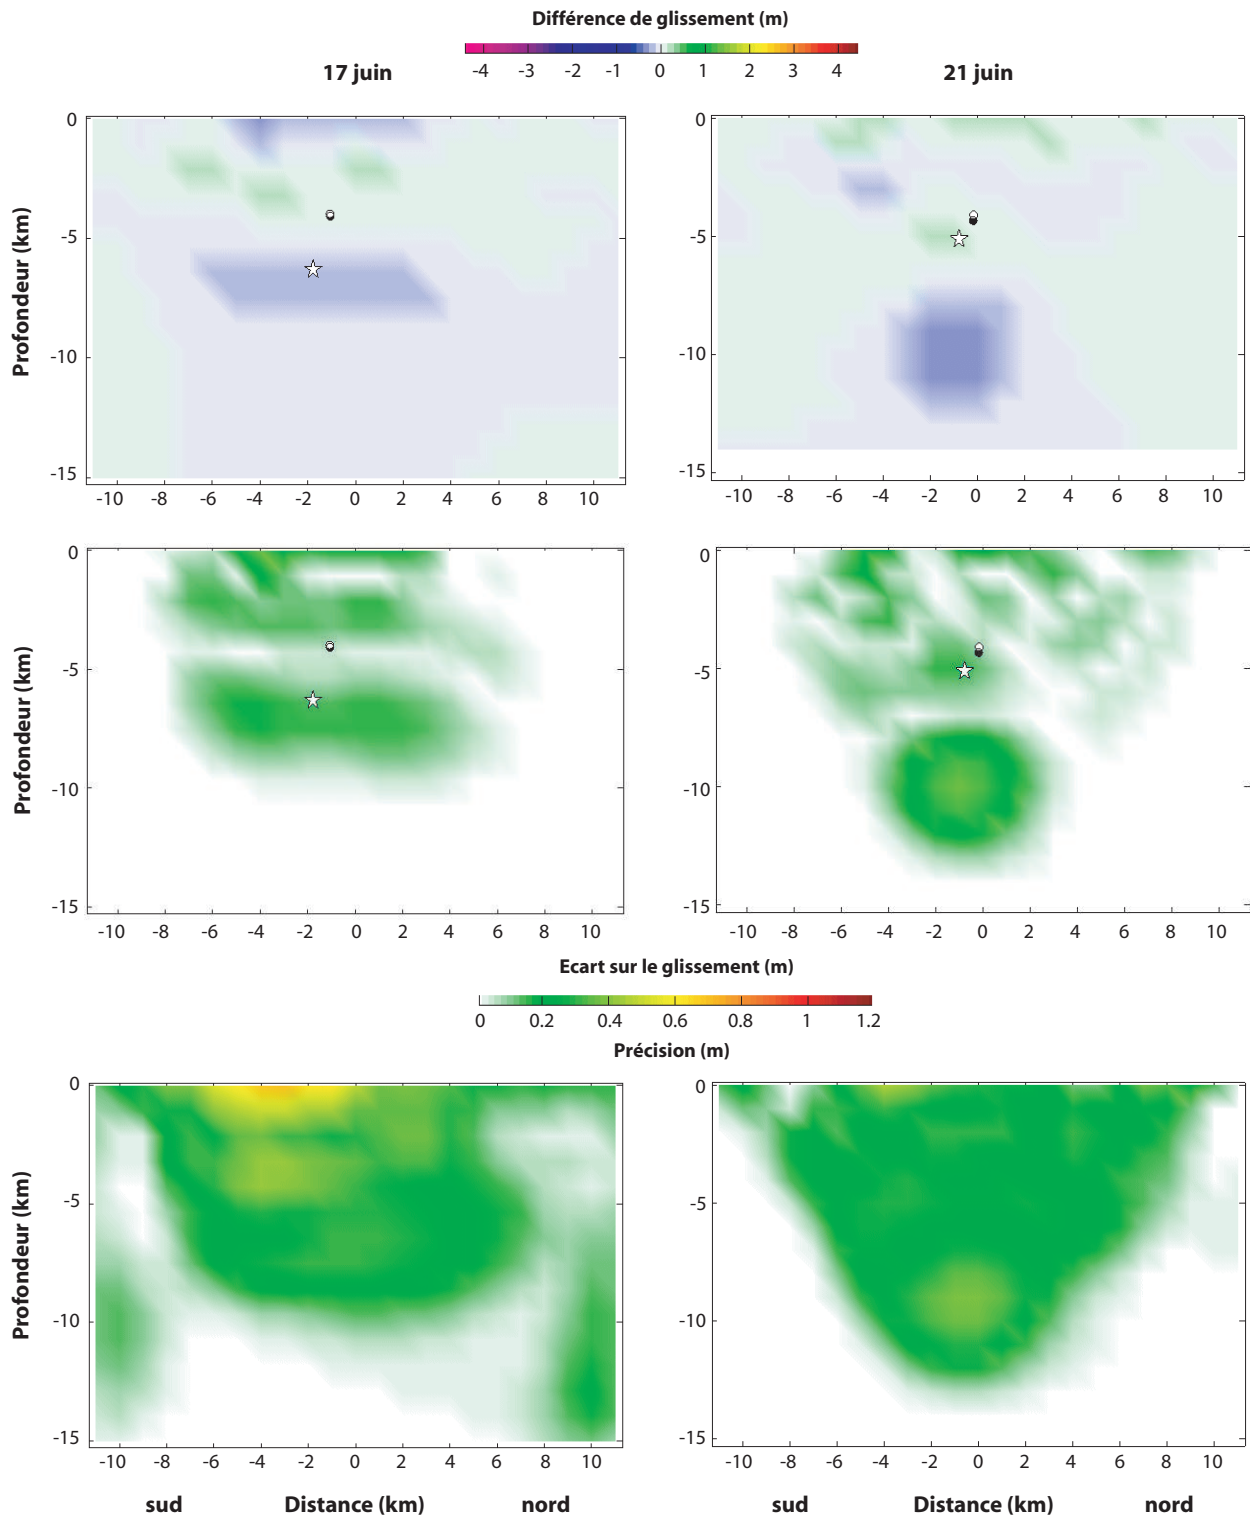 Différence de glissement (m)
-4 -3 -2 -1 0 1 2 3 4
17 juin
21 juin
0
-5
-10
-15
Profondeur (km)
-10 -8 -6 -4 -2 0 2 4 6 8 10
0
-5
-10
-15
-10 -8 -6 -4 -2 0 2 4 6 8 10
0
-5
-10
-15
Profondeur (km)
-10 -8 -6 -4 -2 0 2 4 6 8 10
0
-5
-10
-15
-10 -8 -6 -4 -2 0 2 4 6 8 10
Ecart sur le glissement (m)
0 0.2 0.4 0.6 0.8 1 1.2
Précision (m)
0
-5
-10
-15
Profondeur (km)
-10 -8 -6 -4 -2 0 2 4 6 8 10
sud Distance (km) nord
0
-5
-10
-15
-10 -8 -6 -4 -2 0 2 4 6 8 10
sud Distance (km) nord